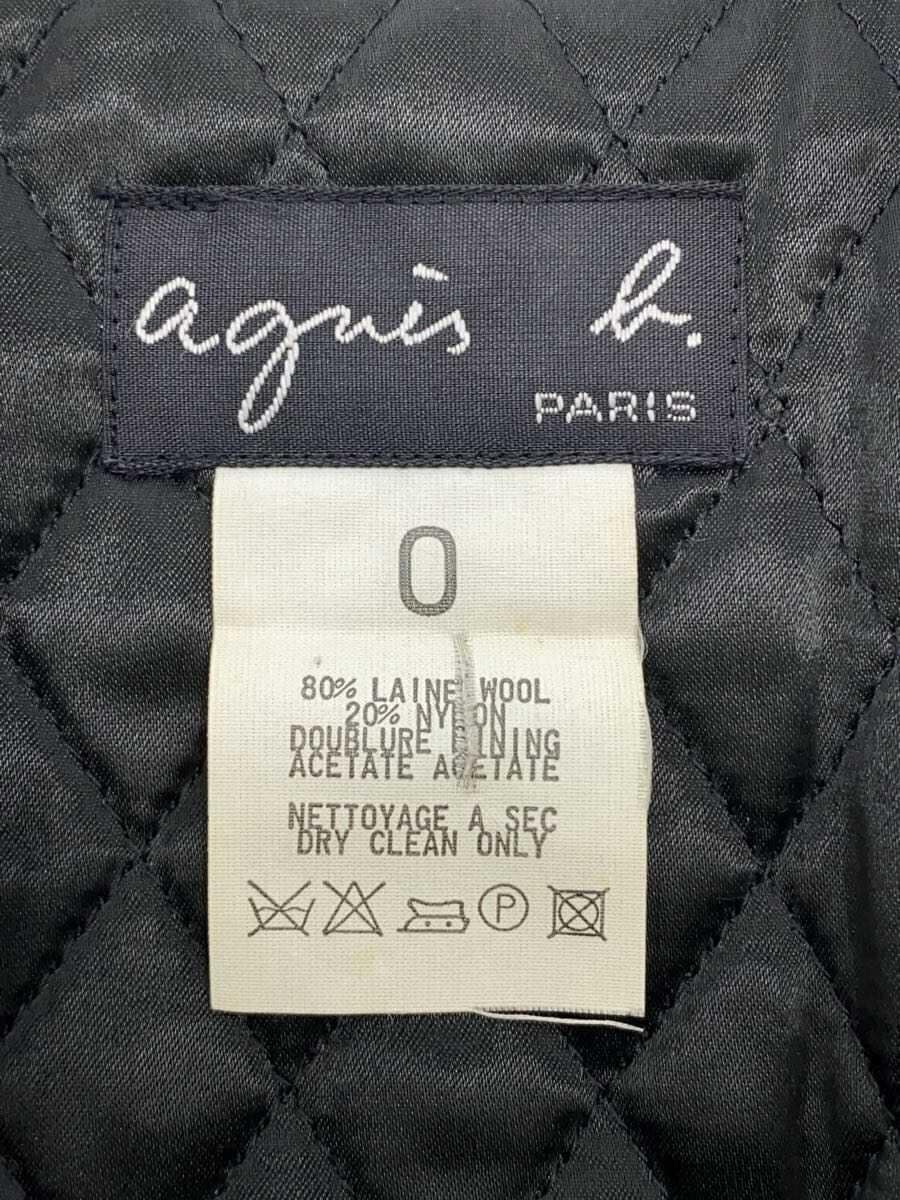 agnès b.
PARIS
0
80% LAINE WOOL
20% NYLON
DOUBLURE LINING
ACETATE ACETATE
NETTOYAGE A SEC
DRY CLEAN ONLY
P